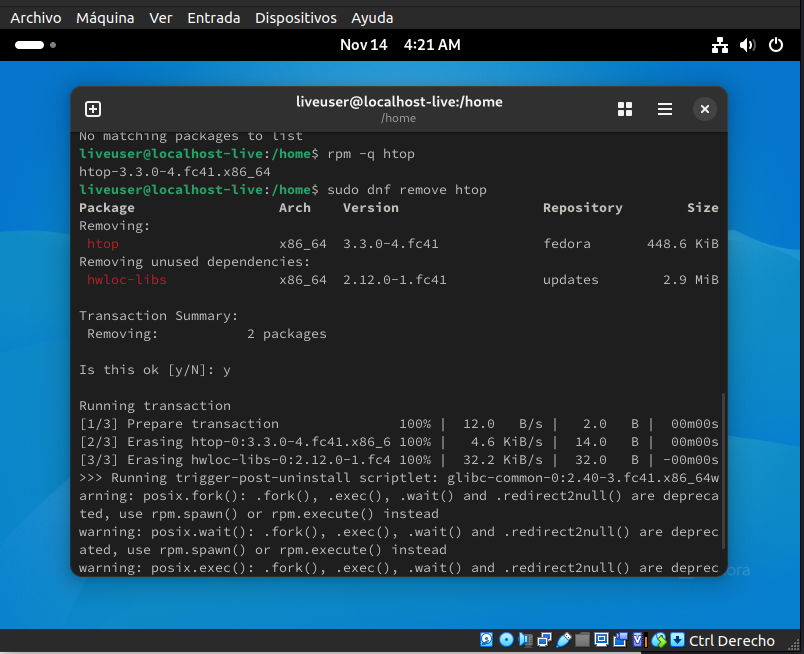 Archivo Máquina Ver Entrada Dispositivos Ayuda
Nov 14 4:21 AM
liveuser@localhost-live:/home
/home
No matching packages to list
liveuser@localhost-live:/home$ rpm -q htop
htop-3.3.0-4.fc41.x86_64
liveuser@localhost-live:/home$ sudo dnf remove htop
Package Arch Version Repository Size
Removing:
htop x86_64 3.3.0-4.fc41 fedora 448.6 KiB
Removing unused dependencies:
hwloc-libs x86_64 2.12.0-1.fc41 updates 2.9 MiB
Transaction Summary:
Removing: 2 packages
Is this ok [y/N]: y
Running transaction
[1/3] Prepare transaction 100% | 12.0 B/s | 2.0 B | 00m00s
[2/3] Erasing htop-0:3.3.0-4.fc41.x86_6 100% | 4.6 KiB/s | 14.0 B | 00m00s
[3/3] Erasing hwloc-libs-0:2.12.0-1.fc4 100% | 32.2 KiB/s | 32.0 B | -00m00s
>>> Running trigger-post-uninstall scriptlet: glibc-common-0:2.40-3.fc41.x86_64w
arning: posix.fork(): .fork(), .exec(), .wait() and .redirect2null() are depreca
ted, use rpm.spawn() or rpm.execute() instead
warning: posix.wait(): .fork(), .exec(), .wait() and .redirect2null() are deprec
ated, use rpm.spawn() or rpm.execute() instead
warning: posix.exec(): .fork(), .exec(), .wait() and .redirect2null() are deprec
ora
Ctrl Derecho